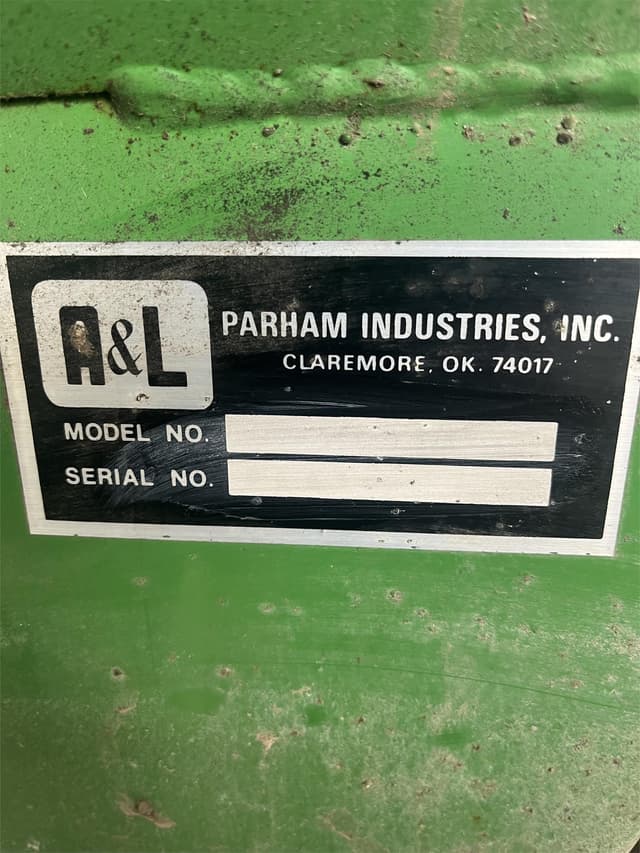 A&L
PARHAM INDUSTRIES, INC.
CLAREMORE, OK. 74017
MODEL NO.
SERIAL NO.